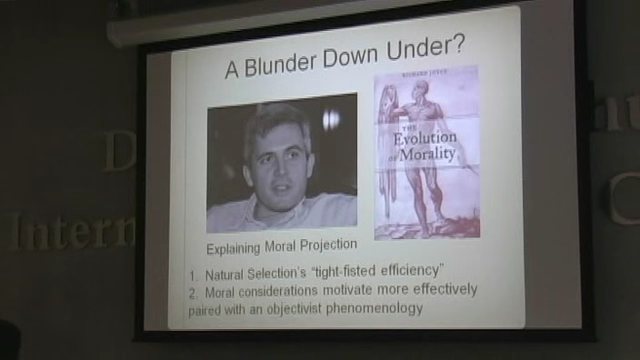 A Blunder Down Under?
RICHARD JOYCE
THE
Evolution
OF Morality
Explaining Moral Projection
1. Natural Selection's "tight-fisted efficiency"
2. Moral considerations motivate more effectively
paired with an objectivist phenomenology
D
Intern